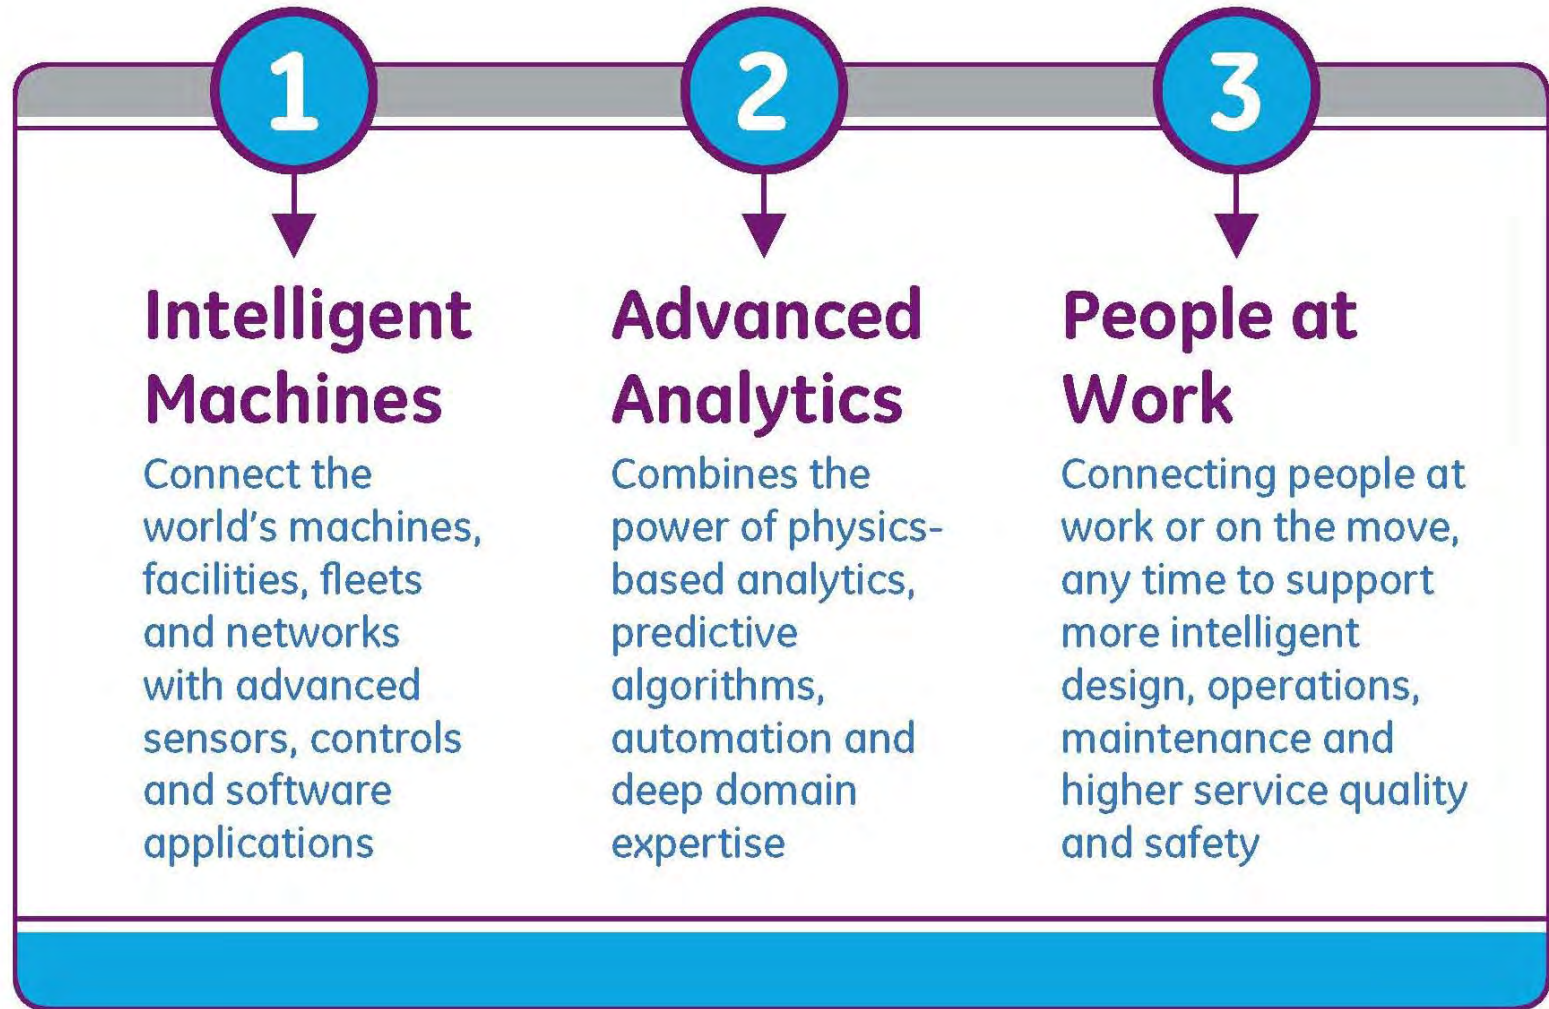 1
Intelligent
Machines
Connect the
world's machines,
facilities, fleets
and networks
with advanced
sensors, controls
and software
applications
2
Advanced
Analytics
Combines the
power of physics-
based analytics,
predictive
algorithms,
automation and
deep domain
expertise
3
People at
Work
Connecting people at
work or on the move,
any time to support
more intelligent
design, operations,
maintenance and
higher service quality
and safety